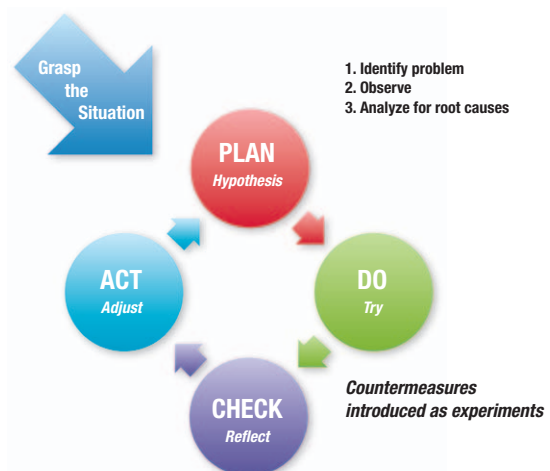 Grasp
the
Situation
1. Identify problem
2. Observe
3. Analyze for root causes
PLAN
Hypothesis
ACT
Adjust
DO
Try
CHECK
Reflect
Countermeasures
introduced as experiments